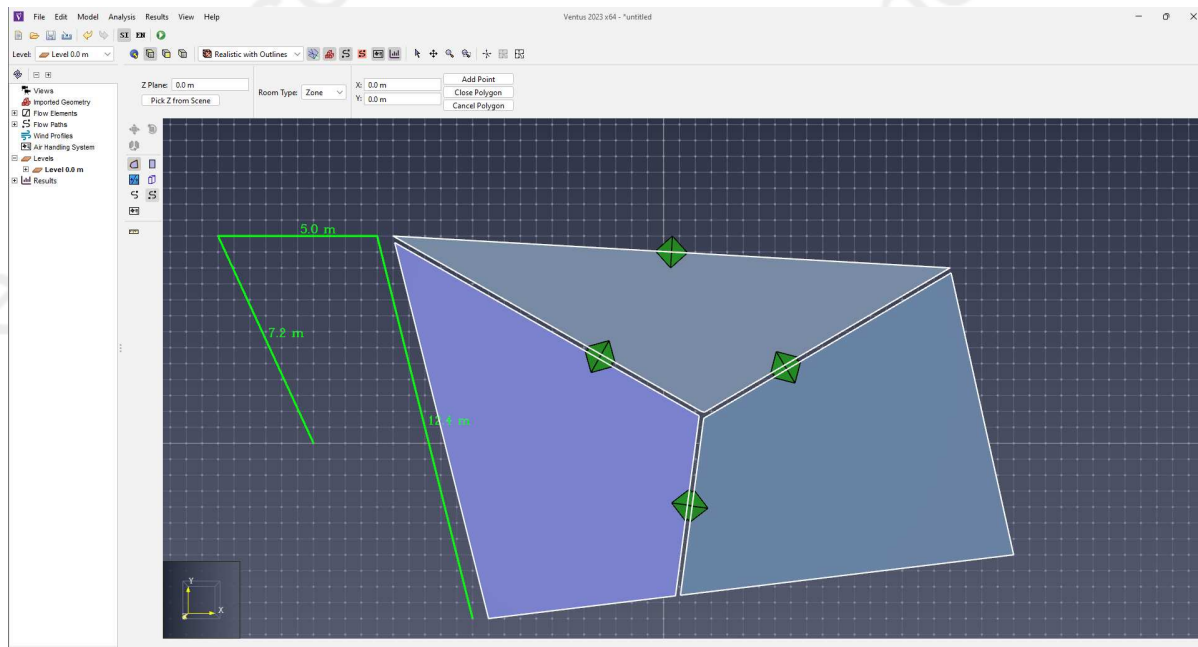 Ventus 2023 x64 - *untitled
File Edit Model Analysis Results View Help
SI EN
Level: Level 0.0 m
Realistic with Outlines
Z Plane: 0.0 m
Pick Z from Scene
Room Type: Zone
X: 0.0 m
Y: 0.0 m
Add Point
Close Polygon
Cancel Polygon
Views
Imported Geometry
Flow Elements
Flow Paths
Wind Profiles
Air Handling System
Levels
Level 0.0 m
Results
5.0 m
7.2 m
12.4 m
Y
X